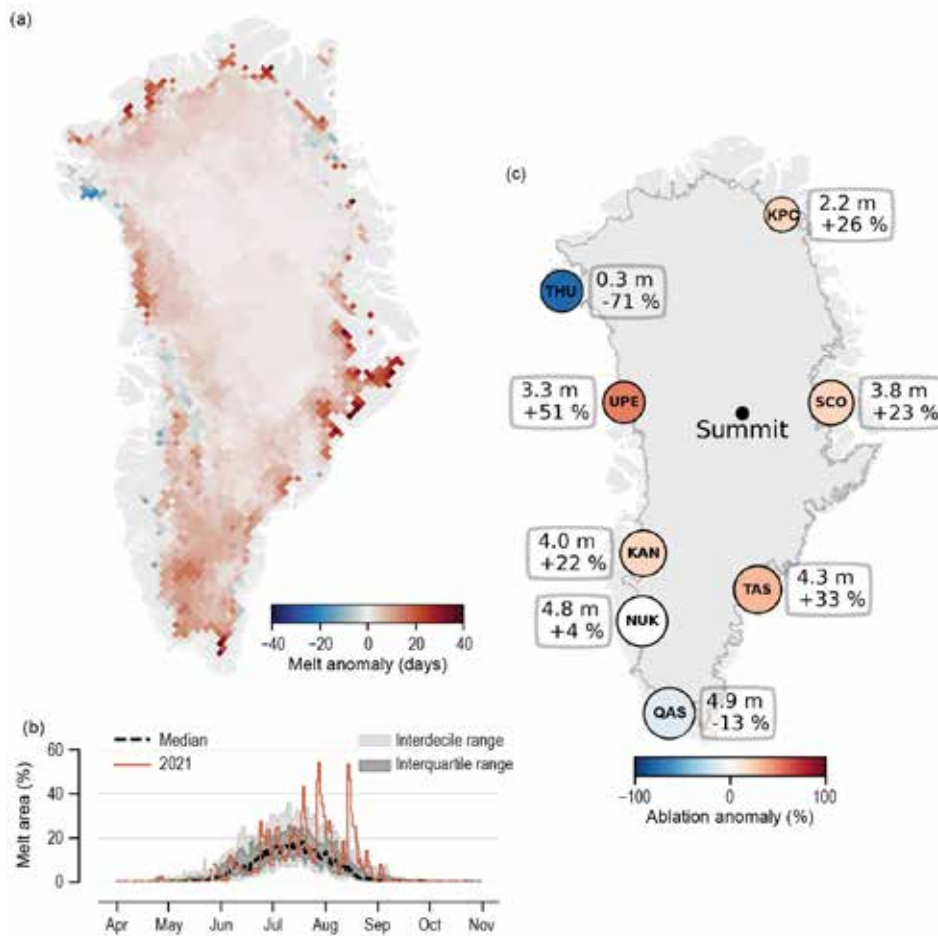 (a)
−40 −20 0 20 40
Melt anomaly (days)
(b)
Median
2021
Interdecile range
Interquartile range
60
40
20
0
Melt area (%)
Apr May Jun Jul Aug Sep Oct Nov
(c)
KPC
2.2 m
+26 %
THU
0.3 m
-71 %
3.3 m
+51 %
UPE
Summit
SCO
3.8 m
+23 %
4.0 m
+22 %
KAN
TAS
4.3 m
+33 %
4.8 m
+4 %
NUK
QAS
4.9 m
-13 %
−100 0 100
Ablation anomaly (%)